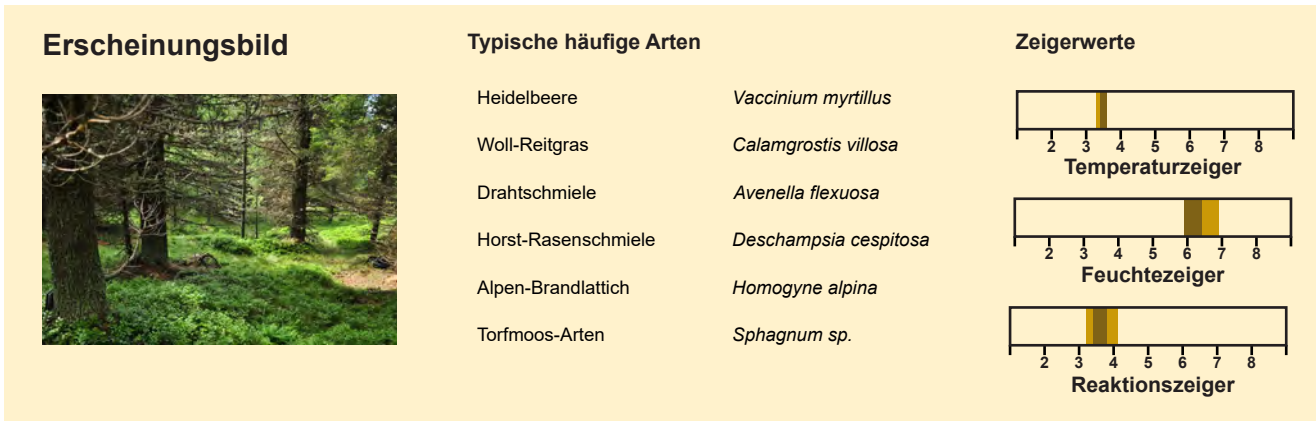 Erscheinungsbild
Typische häufige Arten
Heidelbeere Vaccinium myrtillus
Woll-Reitgras Calamgrostis villosa
Drahtschmiele Avenella flexuosa
Horst-Rasenschmiele Deschampsia cespitosa
Alpen-Brandlattich Homogyne alpina
Torfmoos-Arten Sphagnum sp.
Zeigerwerte
2 3 4 5 6 7 8
Temperaturzeiger
2 3 4 5 6 7 8
Feuchtezeiger
2 3 4 5 6 7 8
Reaktionszeiger